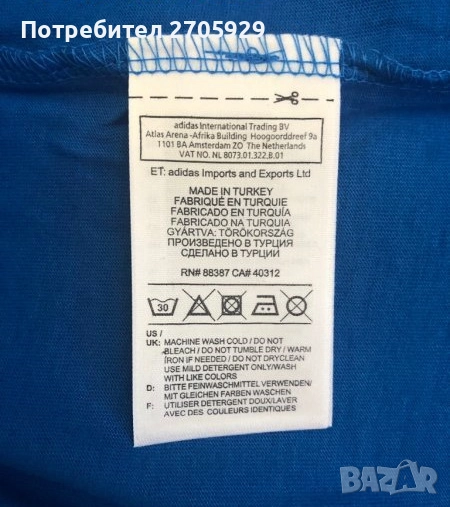 Потребител 2705929
adidas International Trading BV
Atlas Arena -Afrika Building Hoogoorddreef 9a
1101 BA Amsterdam ZO The Netherlands
VAT NO. NL 8073.01.322.B.01
ET: adidas Imports and Exports Ltd
MADE IN TURKEY
FABRIQUÉ EN TURQUIE
FABRICADO EN TURQUÍA
FABRICADO NA TURQUIA
GYÁRTVA: TÖRÖKORSZÁG
ПРОИЗВЕДЕНО В ТУРЦИЯ
СДЕЛАНО В ТУРЦИИ
RN# 88387 CA# 40312
30
US /
UK: MACHINE WASH COLD / DO NOT
BLEACH / DO NOT TUMBLE DRY / WARM
IRON IF NEEDED / DO NOT DRYCLEAN
USE MILD DETERGENT ONLY/WASH
WITH LIKE COLORS
D: BITTE FEINWASCHMITTEL VERWENDEN/
MIT GLEICHEN FARBEN WASCHEN
F: UTILISER DETERGENT DOUX/LAVER
AVEC DES COULEURS IDENTIQUES
BAZAR